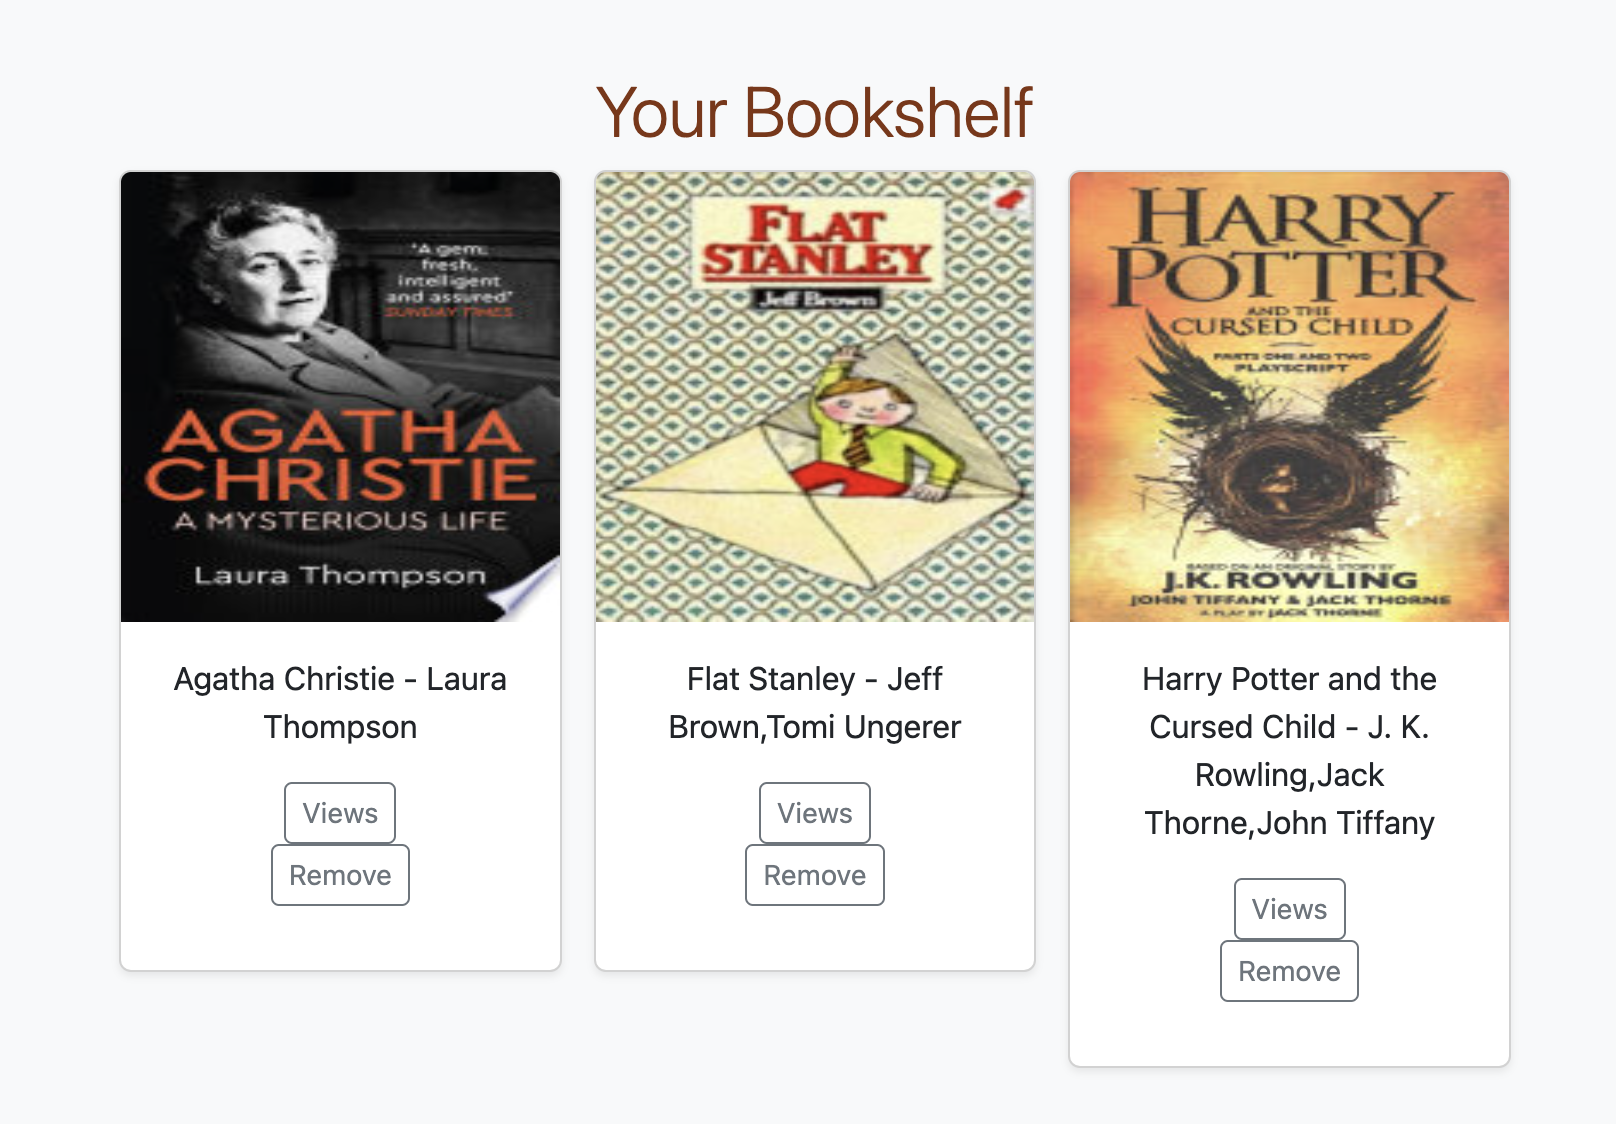 Your Bookshelf
"A gem:
fresh,
intelligent
and assured"
SUNDAY TIMES
AGATHA
CHRISTIE
A MYSTERIOUS LIFE
Laura Thompson
Agatha Christie - Laura
Thompson
Views
Remove
FLAT
STANLEY
Jeff Brown
Flat Stanley - Jeff
Brown,Tomi Ungerer
Views
Remove
HARRY
POTTER
AND THE
CURSED CHILD
PARTS ONE AND TWO
PLAYSCRIPT
BASED ON AN ORIGINAL STORY BY
J.K. ROWLING
JOHN TIFFANY & JACK THORNE
A PLAY BY JACK THORNE
Harry Potter and the
Cursed Child - J. K.
Rowling,Jack
Thorne,John Tiffany
Views
Remove